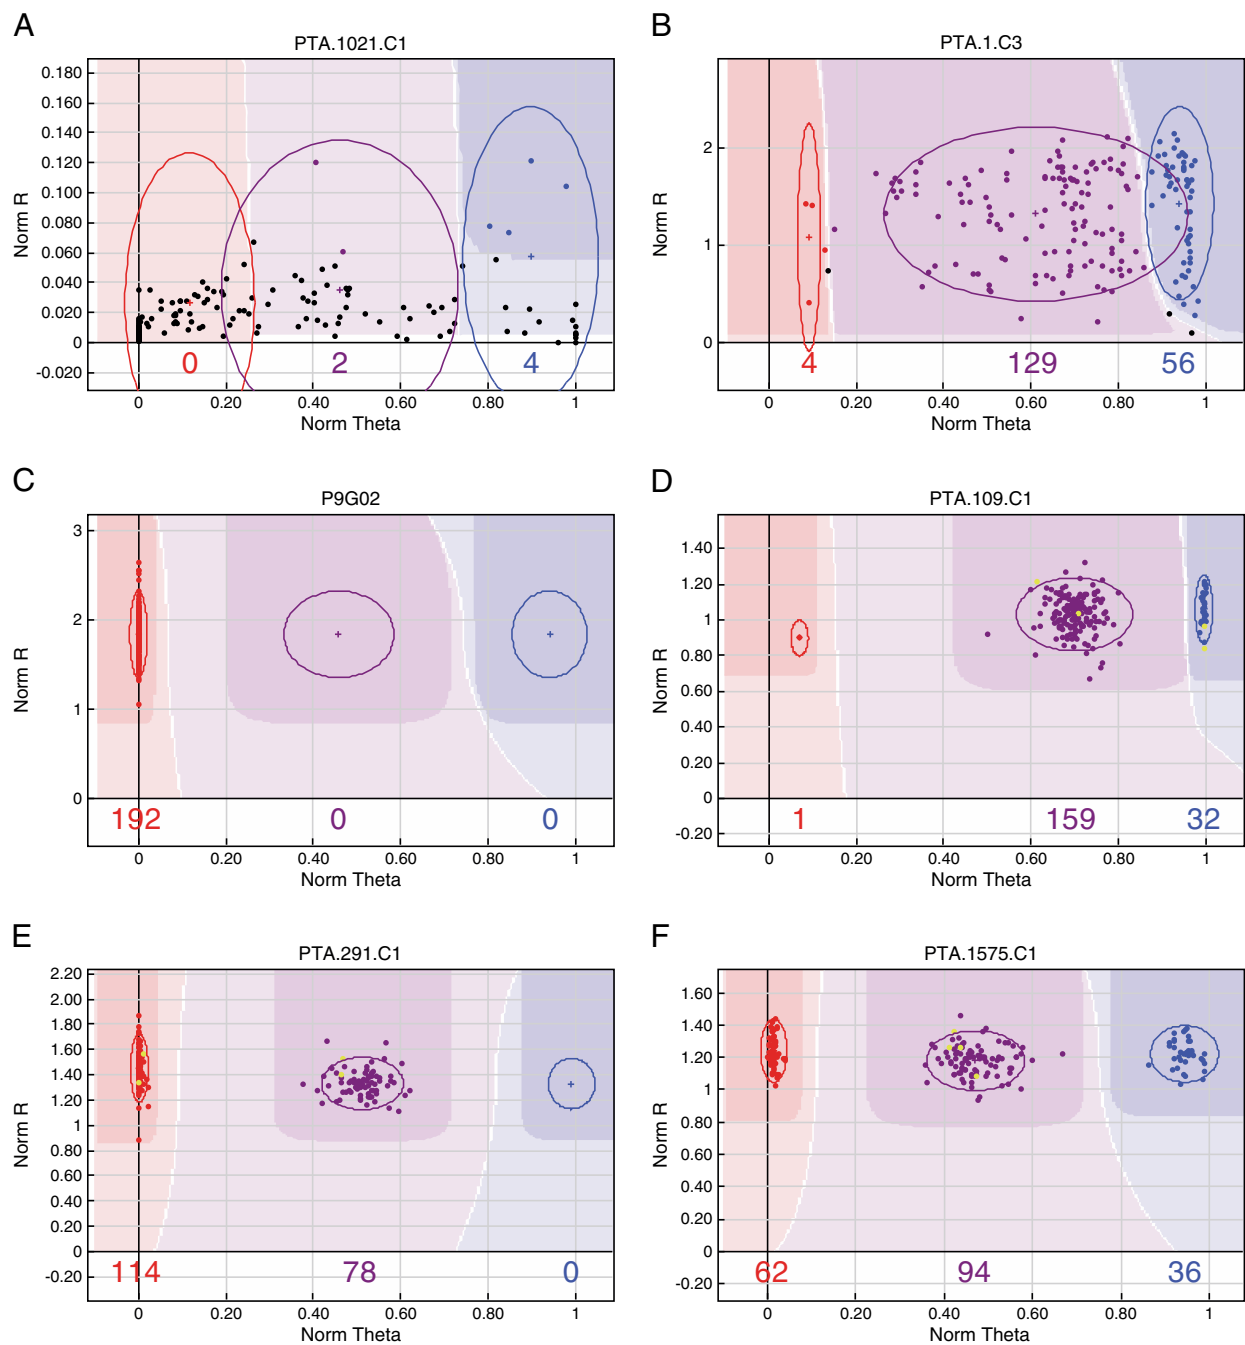 A
PTA.1021.C1
Norm R
0.180
0.160
0.140
0.120
0.100
0.080
0.060
0.040
0.020
0
-0.020
0 2 4
0 0.20 0.40 0.60 0.80 1
Norm Theta
B
PTA.1.C3
Norm R
2
1
0
4 129 56
0 0.20 0.40 0.60 0.80 1
Norm Theta
C
P9G02
Norm R
3
2
1
0
192 0 0
0 0.20 0.40 0.60 0.80 1
Norm Theta
D
PTA.109.C1
Norm R
1.40
1.20
1
0.80
0.60
0.40
0.20
0
-0.20
1 159 32
0 0.20 0.40 0.60 0.80 1
Norm Theta
E
PTA.291.C1
Norm R
2.20
2.00
1.80
1.60
1.40
1.20
1
0.80
0.60
0.40
0.20
0
-0.20
114 78 0
0 0.20 0.40 0.60 0.80 1
Norm Theta
F
PTA.1575.C1
Norm R
1.60
1.40
1.20
1
0.80
0.60
0.40
0.20
0
-0.20
62 94 36
0 0.20 0.40 0.60 0.80 1
Norm Theta